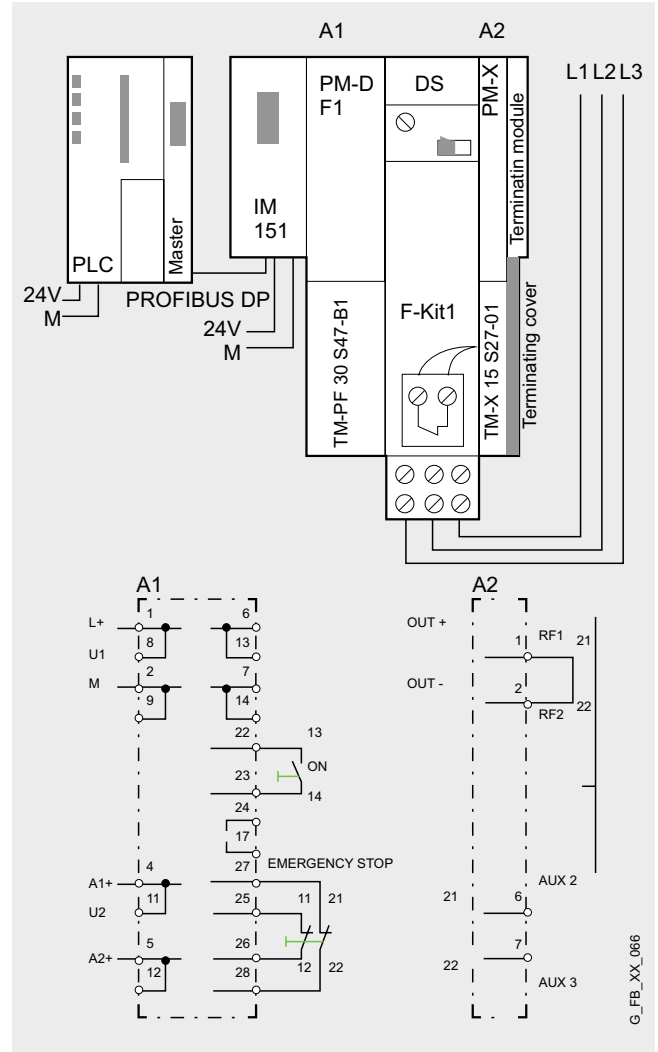 A1 A2
L1 L2 L3
PM-D
F1
DS
PM-X
Terminatin module
IM
151
PLC
Master
24V
M
PROFIBUS DP
24V
M
TM-PF 30 S47-B1
F-Kit1
TM-X 15 S27-01
Terminating cover
A1
L+ 1 6
U1 8 13
M 2 7
9 14
22 13
23 ON
14
24
17
EMERGENCY STOP
A1+ 4 27
U2 11 25 11 21
A2+ 5 26
12 28 12 22
A2
OUT + 1 RF1 21
OUT - 2 RF2 22
21 6 AUX 2
22 7 AUX 3
G_FB_XX_066